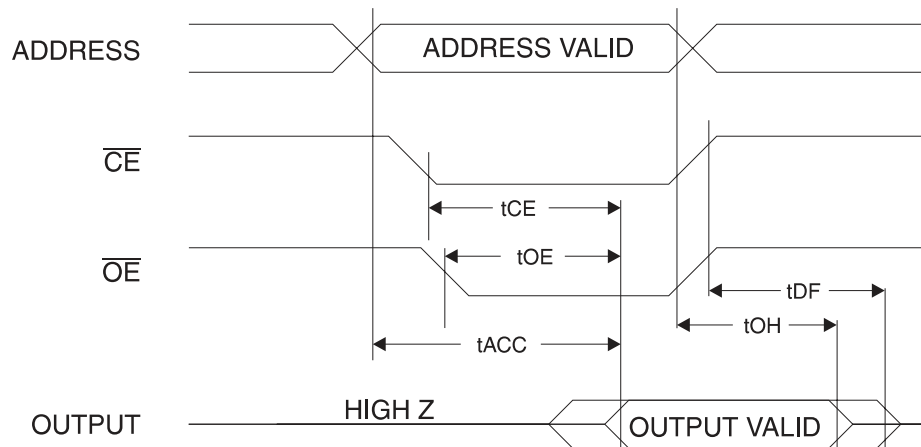 ADDRESS
ADDRESS VALID
CE
tCE
OE
tOE
tDF
tOH
tACC
HIGH Z
OUTPUT
OUTPUT VALID